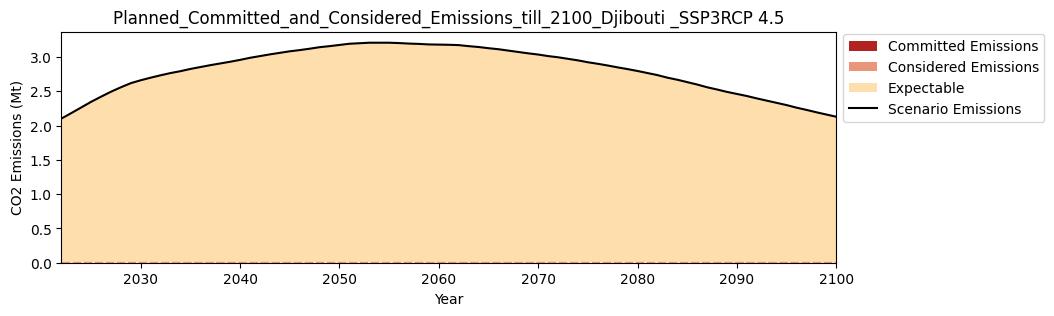 Planned_Committed_and_Considered_Emissions_till_2100_Djibouti _SSP3RCP 4.5
Committed Emissions
Considered Emissions
Expectable
Scenario Emissions
CO2 Emissions (Mt)
3.0
2.5
2.0
1.5
1.0
0.5
0.0
2030 2040 2050 2060 2070 2080 2090 2100
Year